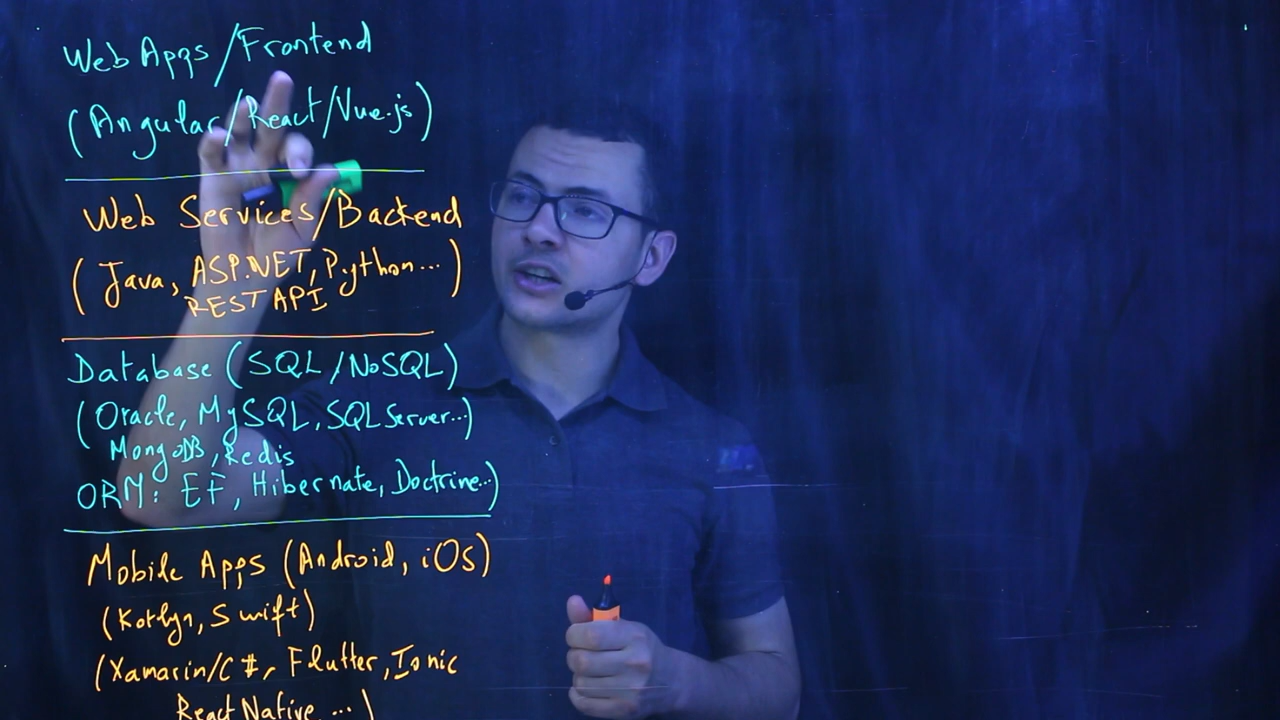 Web Apps/Frontend
(Angular/React/Vue.js)
Web Services/Backend
(Java, ASP.NET, Python...)
REST API
Database (SQL/NoSQL)
(Oracle, MySQL, SQL Server...)
MongoDB, Redis
ORM: EF, Hibernate, Doctrine...)
Mobile Apps (Android, iOs)
(Kotlyn, Swift)
(Xamarin/C#, Flutter, Ionic
React Native, ...)